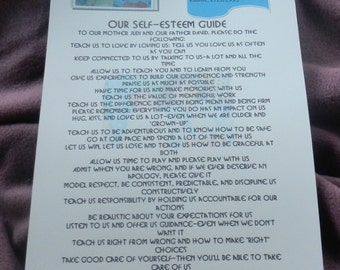 OUR SELF-ESTEEM GUIDE
TO OUR MOTHER JUDI AND OUR FATHER DAVID, PLEASE DO THE
FOLLOWING:
TEACH US TO LOVE BY LOVING US; TELL US YOU LOVE US AS OFTEN
AS YOU CAN
KEEP CONNECTED TO US BY TALKING TO US-A LOT AND ALL THE
TIME
ALLOW US TO TEACH YOU AND TO LEARN FROM YOU
GIVE US EXPERIENCES TO BUILD OUR CONFIDENCE AND STRENGTH
PRAISE US AS MUCH AS POSSIBLE
HAVE TIME FOR US AND MAKE MEMORIES WITH US
TEACH US THE VALUE OF MEANINGFUL WORK
TEACH US THE DIFFERENCE BETWEEN BEING MEAN AND BEING FIRM
PLEASE REMEMBER: EVERYTHING YOU DO HAS AN IMPACT ON US
HUG, KISS, AND LOVE US A LOT-EVEN WHEN WE ARE OLDER AND
"GROWN-UP"
TEACH US TO BE ADVENTUROUS AND TO KNOW HOW TO BE SAFE
GO AT OUR PACE AND SPEND A LOT OF TIME WITH US
LET US WIN, LET US LOSE AND TEACH US HOW TO BE GRACEFUL AT
BOTH
ALLOW US TIME TO PLAY AND PLEASE PLAY WITH US
ADMIT WHEN YOU ARE WRONG, AND IF WE EVER DESERVE AN
APOLOGY, PLEASE GIVE IT
MODEL RESPECT, BE CONSISTENT, PREDICTABLE, AND DISCIPLINE US
CONSTRUCTIVELY
TEACH US RESPONSIBILITY BY HOLDING US ACCOUNTABLE FOR OUR
ACTIONS
BE REALISTIC ABOUT YOUR EXPECTATIONS FOR US
LISTEN TO US AND OFFER US GUIDANCE-EVEN WHEN WE DON'T
WANT IT
TEACH US RIGHT FROM WRONG AND HOW TO MAKE 'RIGHT'
CHOICES
TAKE GOOD CARE OF YOURSELF-THEN YOU'LL BE ABLE TO TAKE
CARE OF US